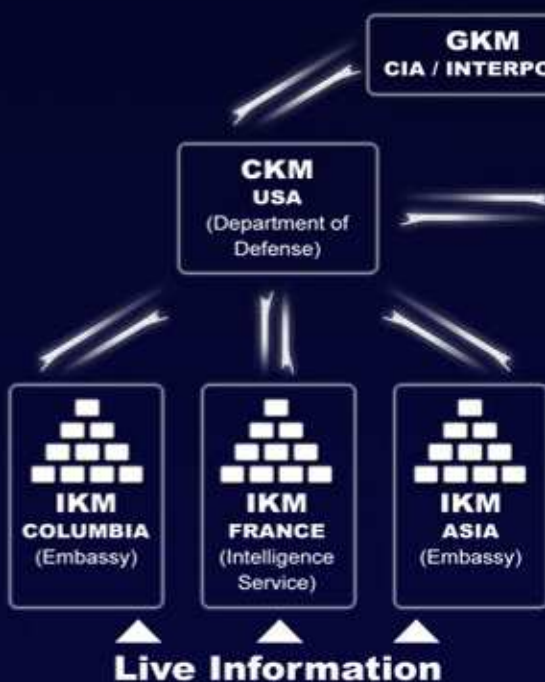 GKM
CIA / INTERPO
CKM
USA
(Department of
Defense)
IKM
COLUMBIA
(Embassy)
IKM
FRANCE
(Intelligence
Service)
IKM
ASIA
(Embassy)
Live Information